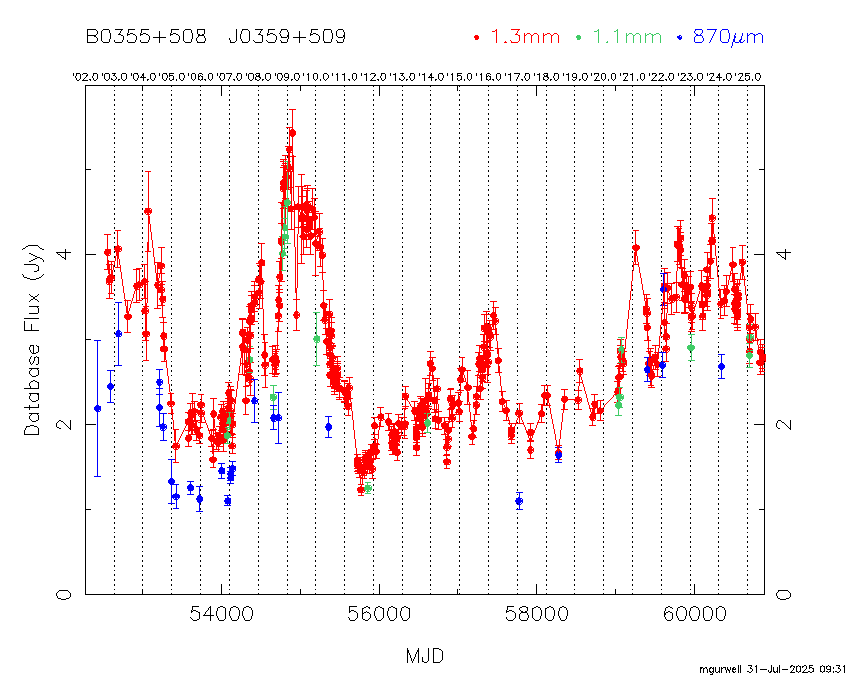 B0355+508 J0359+509 1.3mm 1.1mm 870μm
'02.0 '03.0 '04.0 '05.0 '06.0 '07.0 '08.0 '09.0 '10.0 '11.0 '12.0 '13.0 '14.0 '15.0 '16.0 '17.0 '18.0 '19.0 '20.0 '21.0 '22.0 '23.0 '24.0 '25.0
4 4
Database Flux (Jy)
2 2
0 0
54000 56000 58000 60000
MJD
mgurwell 31-Jul-2025 09:31